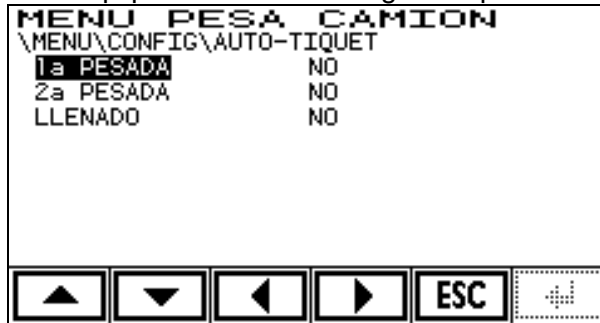 MENU PESA CAMION
\MENU\CONFIG\AUTO-TIQUET
1a PESADA NO
2a PESADA NO
LLENADO NO
ESC